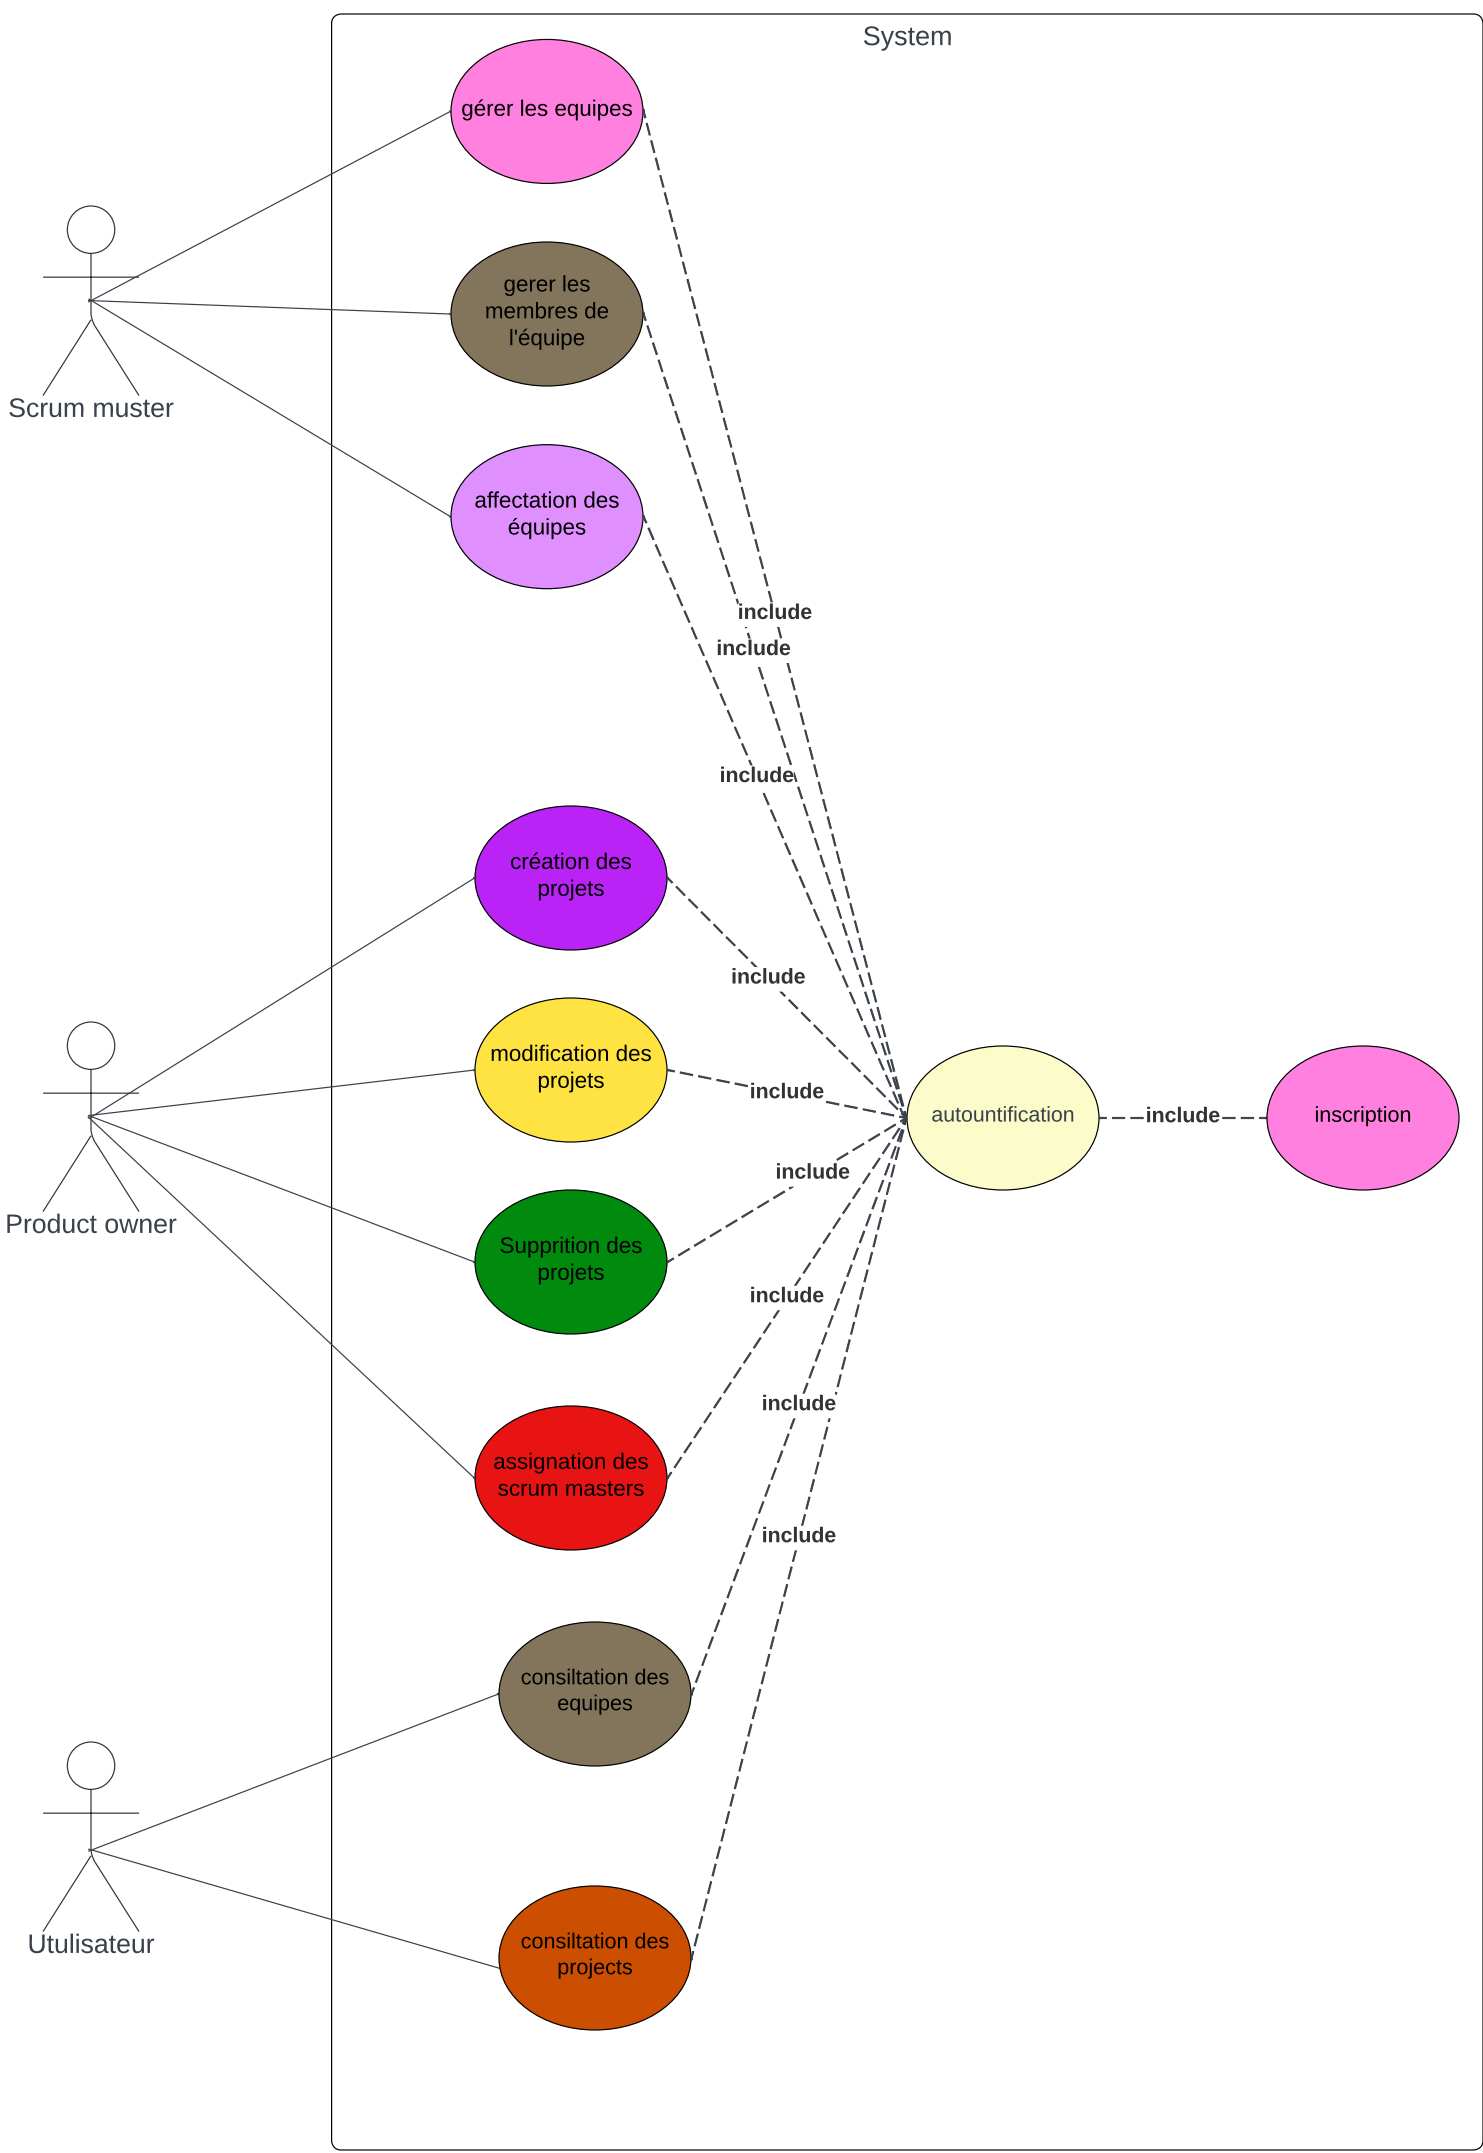 System
gérer les equipes
gerer les
membres de
l'équipe
Scrum muster
affectation des
équipes
include
include
include
création des
projets
include
modification des
projets
include
autountification
include
inscription
Product owner
include
Supprition des
projets
include
include
assignation des
scrum masters
include
consiltation des
equipes
Utulisateur
consiltation des
projects